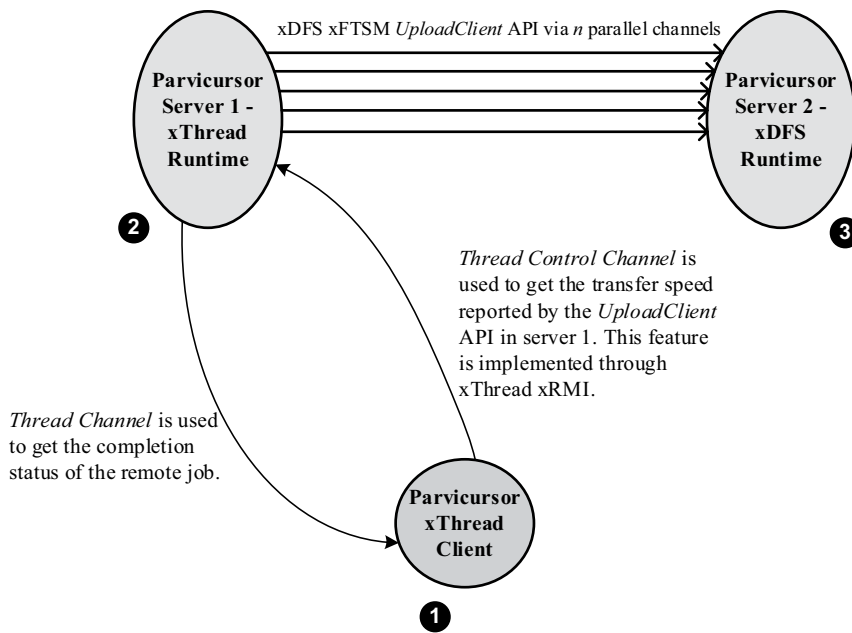 xDFS xFTSM UploadClient API via n parallel channels
Parvicursor
Server 1 -
xThread
Runtime
Parvicursor
Server 2 -
xDFS
Runtime
2
3
Thread Control Channel is
used to get the transfer speed
reported by the UploadClient
API in server 1. This feature
is implemented through
xThread xRMI.
Thread Channel is used
to get the completion
status of the remote job.
Parvicursor
xThread
Client
1